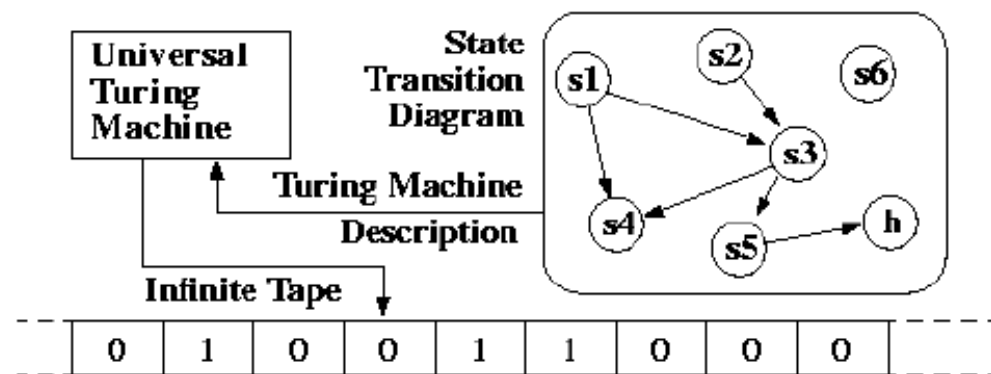 Universal
Turing
Machine
State
Transition
Diagram
s1
s2
s6
s3
s4
s5
h
Turing Machine
Description
Infinite Tape
0 1 0 0 1 1 0 0 0